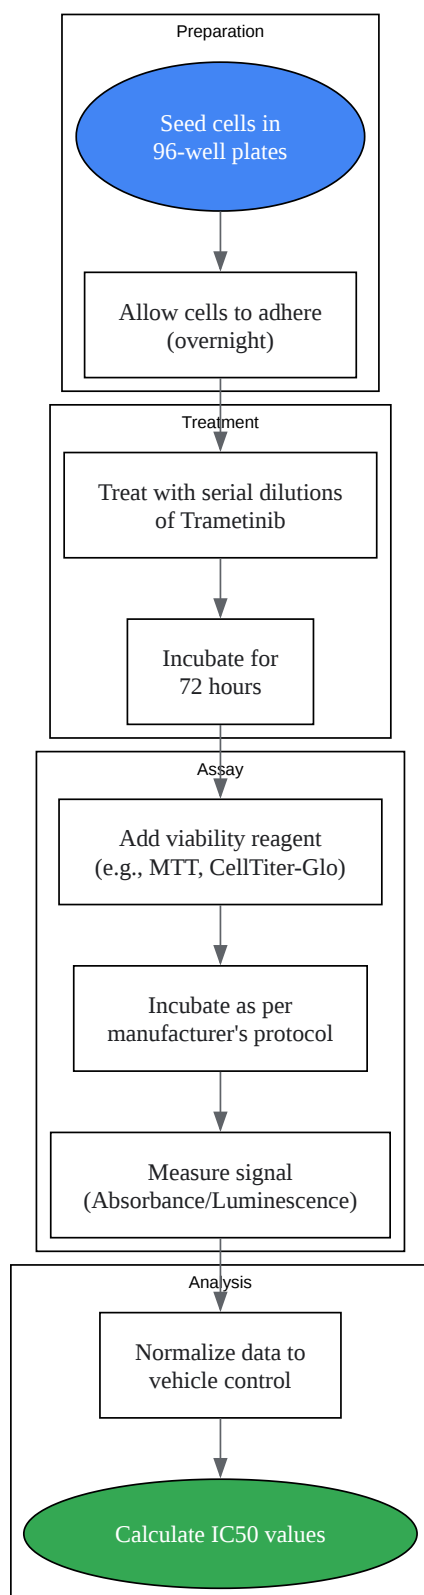 Preparation
Seed cells in
96-well plates
Allow cells to adhere
(overnight)
Treatment
Treat with serial dilutions
of Trametinib
Incubate for
72 hours
Assay
Add viability reagent
(e.g., MTT, CellTiter-Glo)
Incubate as per
manufacturer's protocol
Measure signal
(Absorbance/Luminescence)
Analysis
Normalize data to
vehicle control
Calculate IC50 values